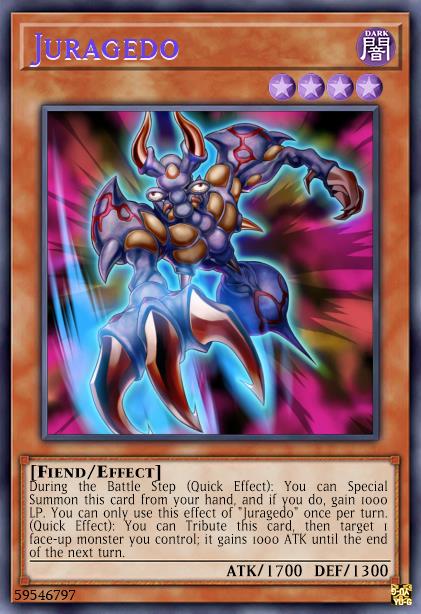 Juragedo
DARK
闇
[Fiend/Effect]
During the Battle Step (Quick Effect): You can Special
Summon this card from your hand, and if you do, gain 1000
LP. You can only use this effect of "Juragedo" once per turn.
(Quick Effect): You can Tribute this card, then target 1
face-up monster you control; it gains 1000 ATK until the end
of the next turn.
ATK/1700 DEF/1300
59546797